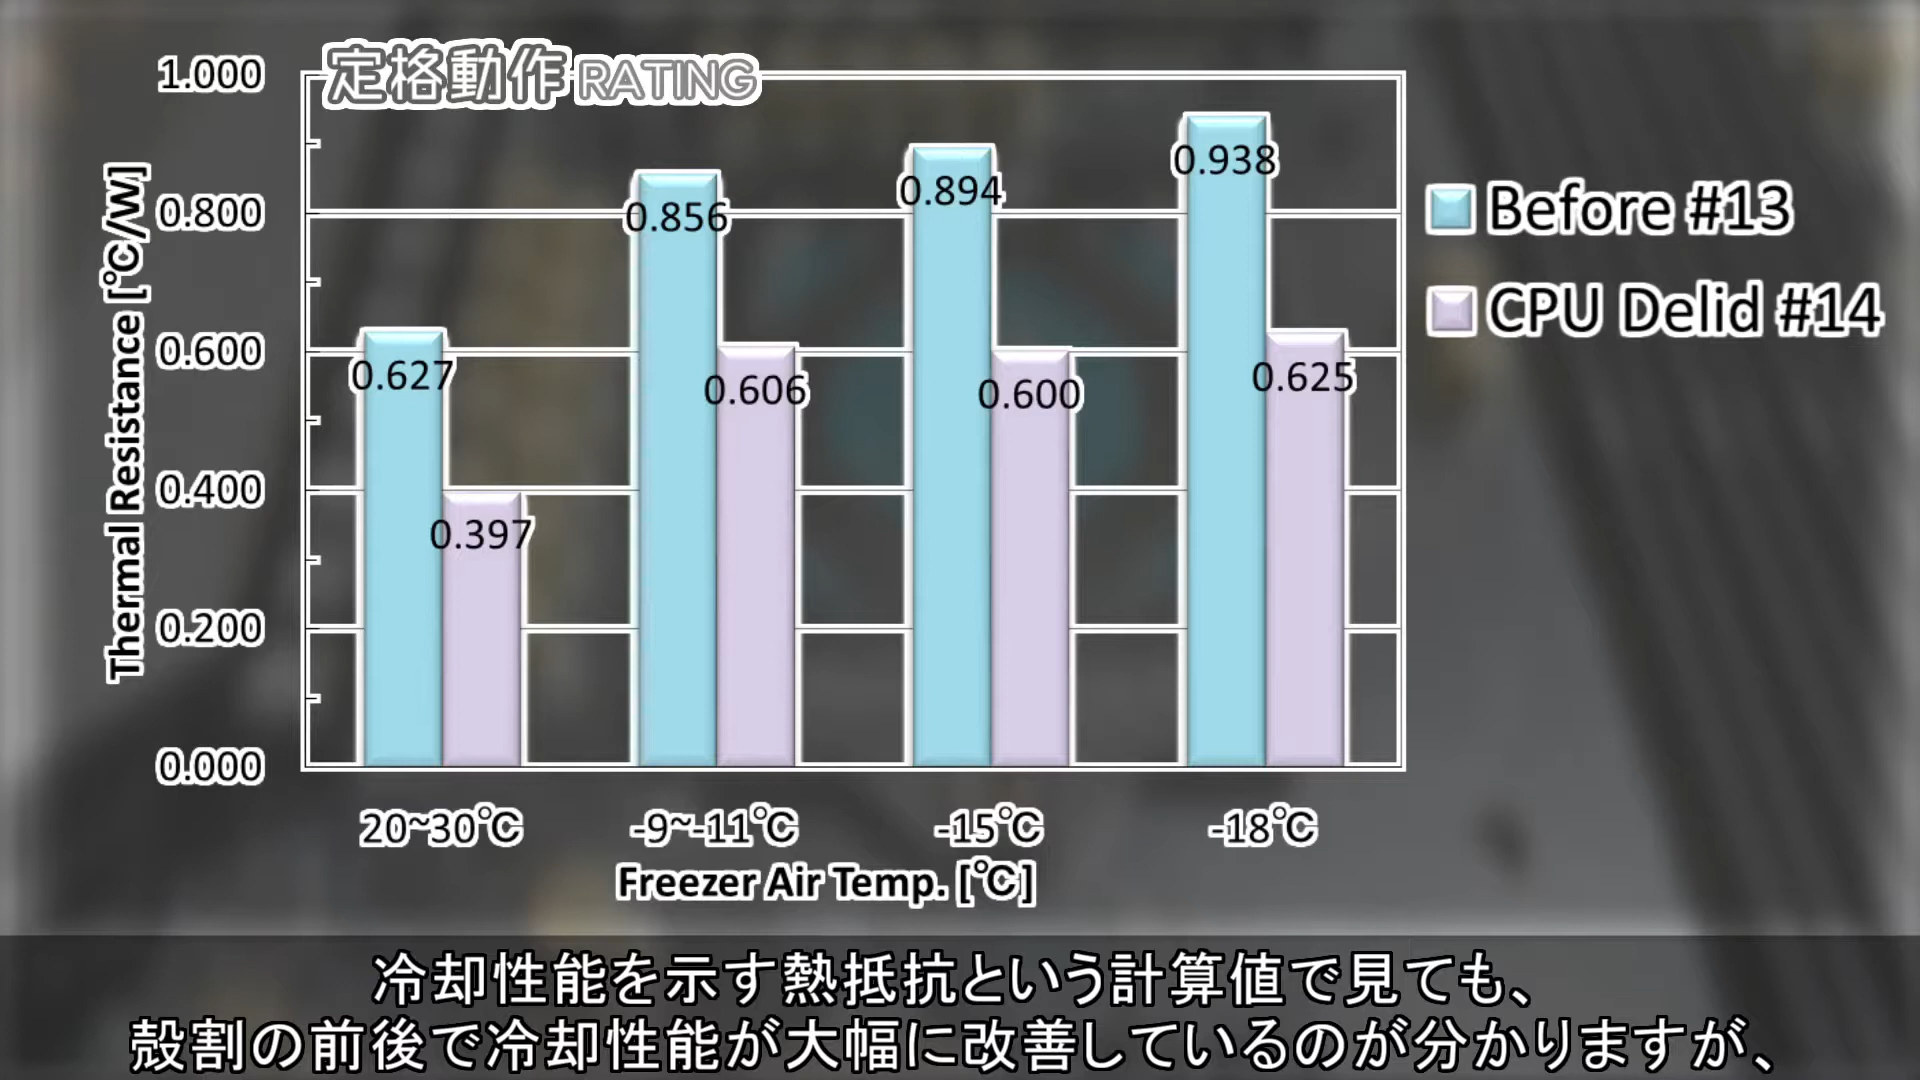 定格動作 RATING
Thermal Resistance [℃/W]
1.000
0.800
0.600
0.400
0.200
0.000
0.627
0.397
0.856
0.606
0.894
0.600
0.938
0.625
20~30℃
-9~-11℃
-15℃
-18℃
Freezer Air Temp. [℃]
Before #13
CPU Delid #14
冷却性能を示す熱抵抗という計算値で見ても、
殻割の前後で冷却性能が大幅に改善しているのが分かりますが、